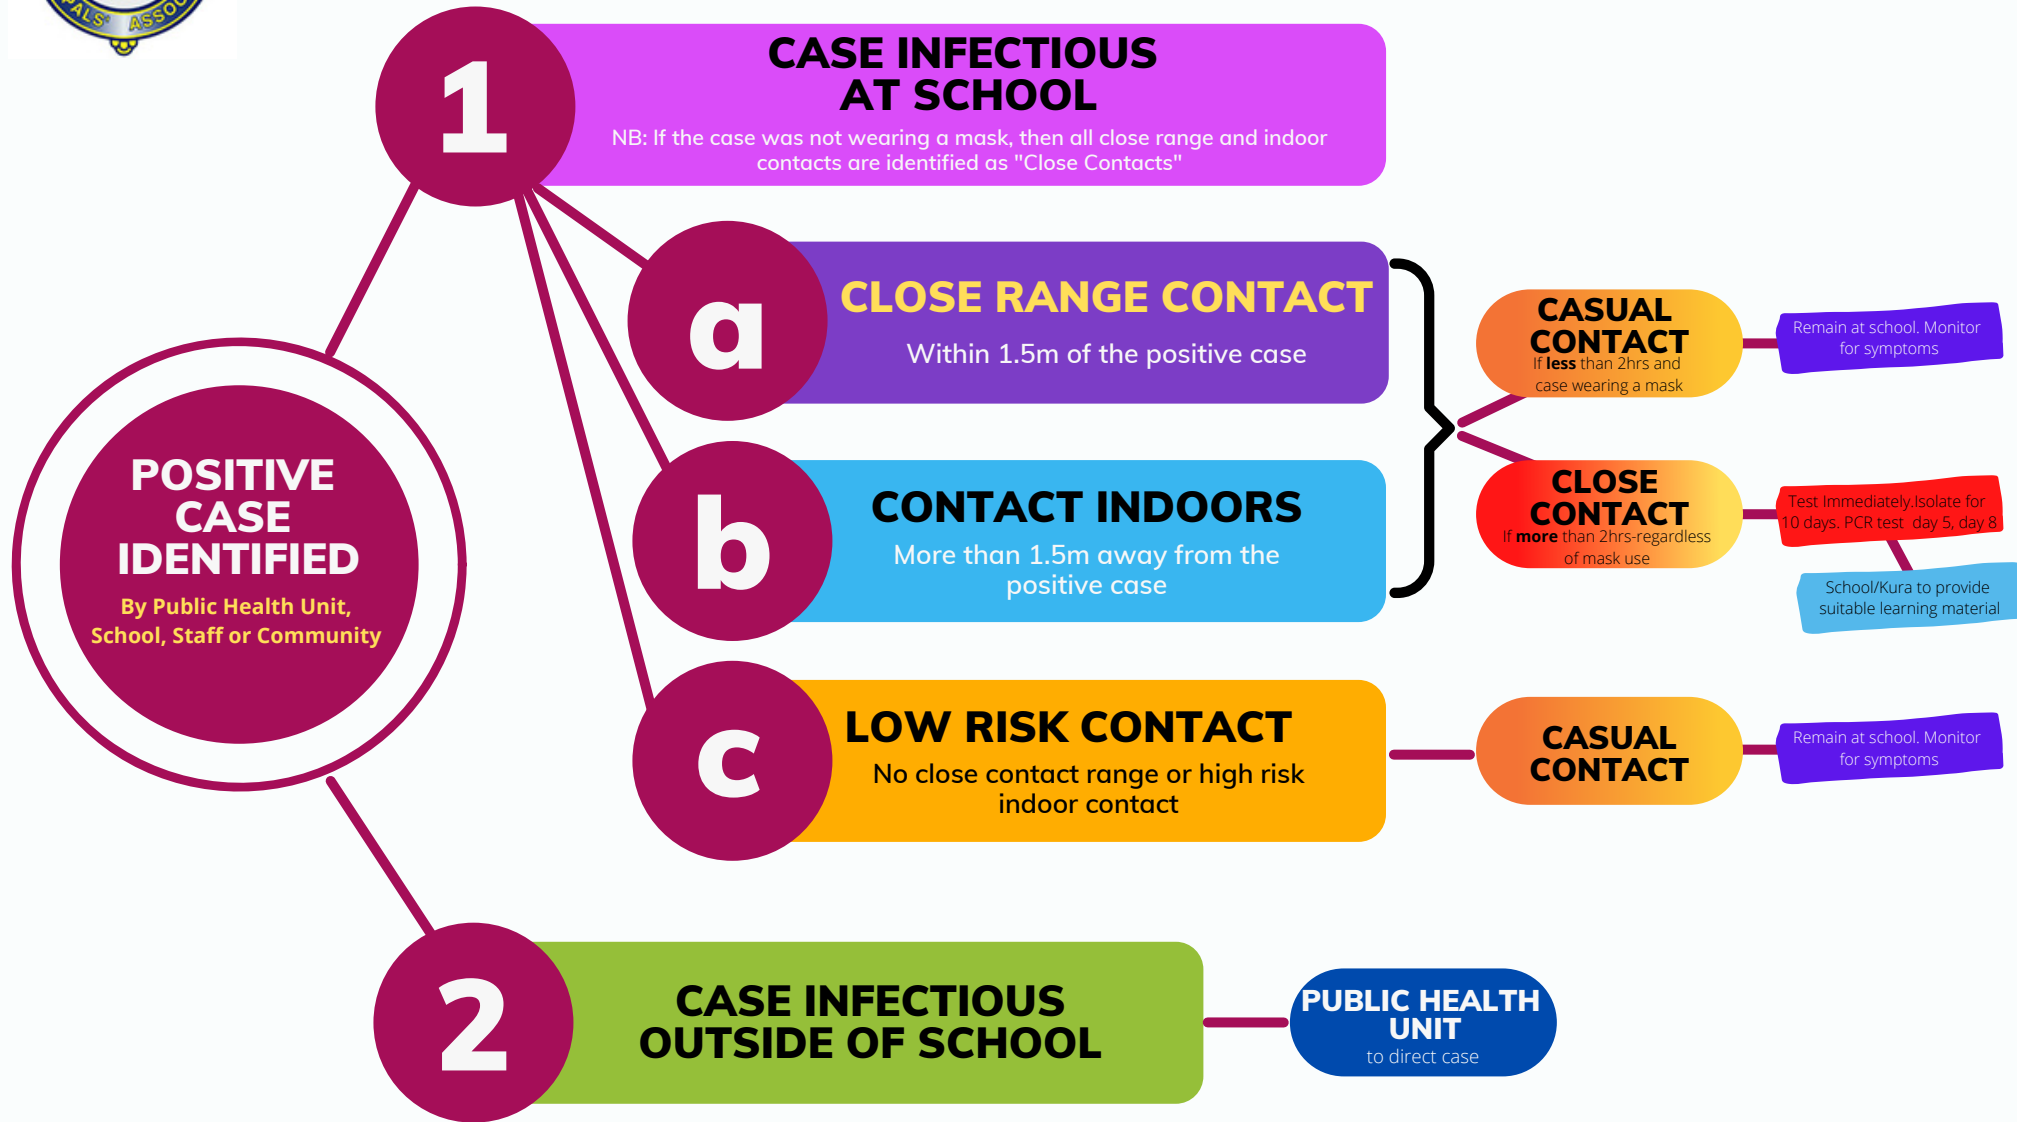 PALS' ASSOC
1
CASE INFECTIOUS
AT SCHOOL
NB: If the case was not wearing a mask, then all close range and indoor
contacts are identified as "Close Contacts"
a
CLOSE RANGE CONTACT
Within 1.5m of the positive case
CASUAL
CONTACT
If less than 2hrs and
case wearing a mask
Remain at school. Monitor
for symptoms
POSITIVE
CASE
IDENTIFIED
By Public Health Unit,
School, Staff or Community
b
CONTACT INDOORS
More than 1.5m away from the
positive case
CLOSE
CONTACT
If more than 2hrs-regardless
of mask use
Test Immediately.Isolate for
10 days. PCR test day 5, day 8
School/Kura to provide
suitable learning material
c
LOW RISK CONTACT
No close contact range or high risk
indoor contact
CASUAL
CONTACT
Remain at school. Monitor
for symptoms
2
CASE INFECTIOUS
OUTSIDE OF SCHOOL
PUBLIC HEALTH
UNIT
to direct case